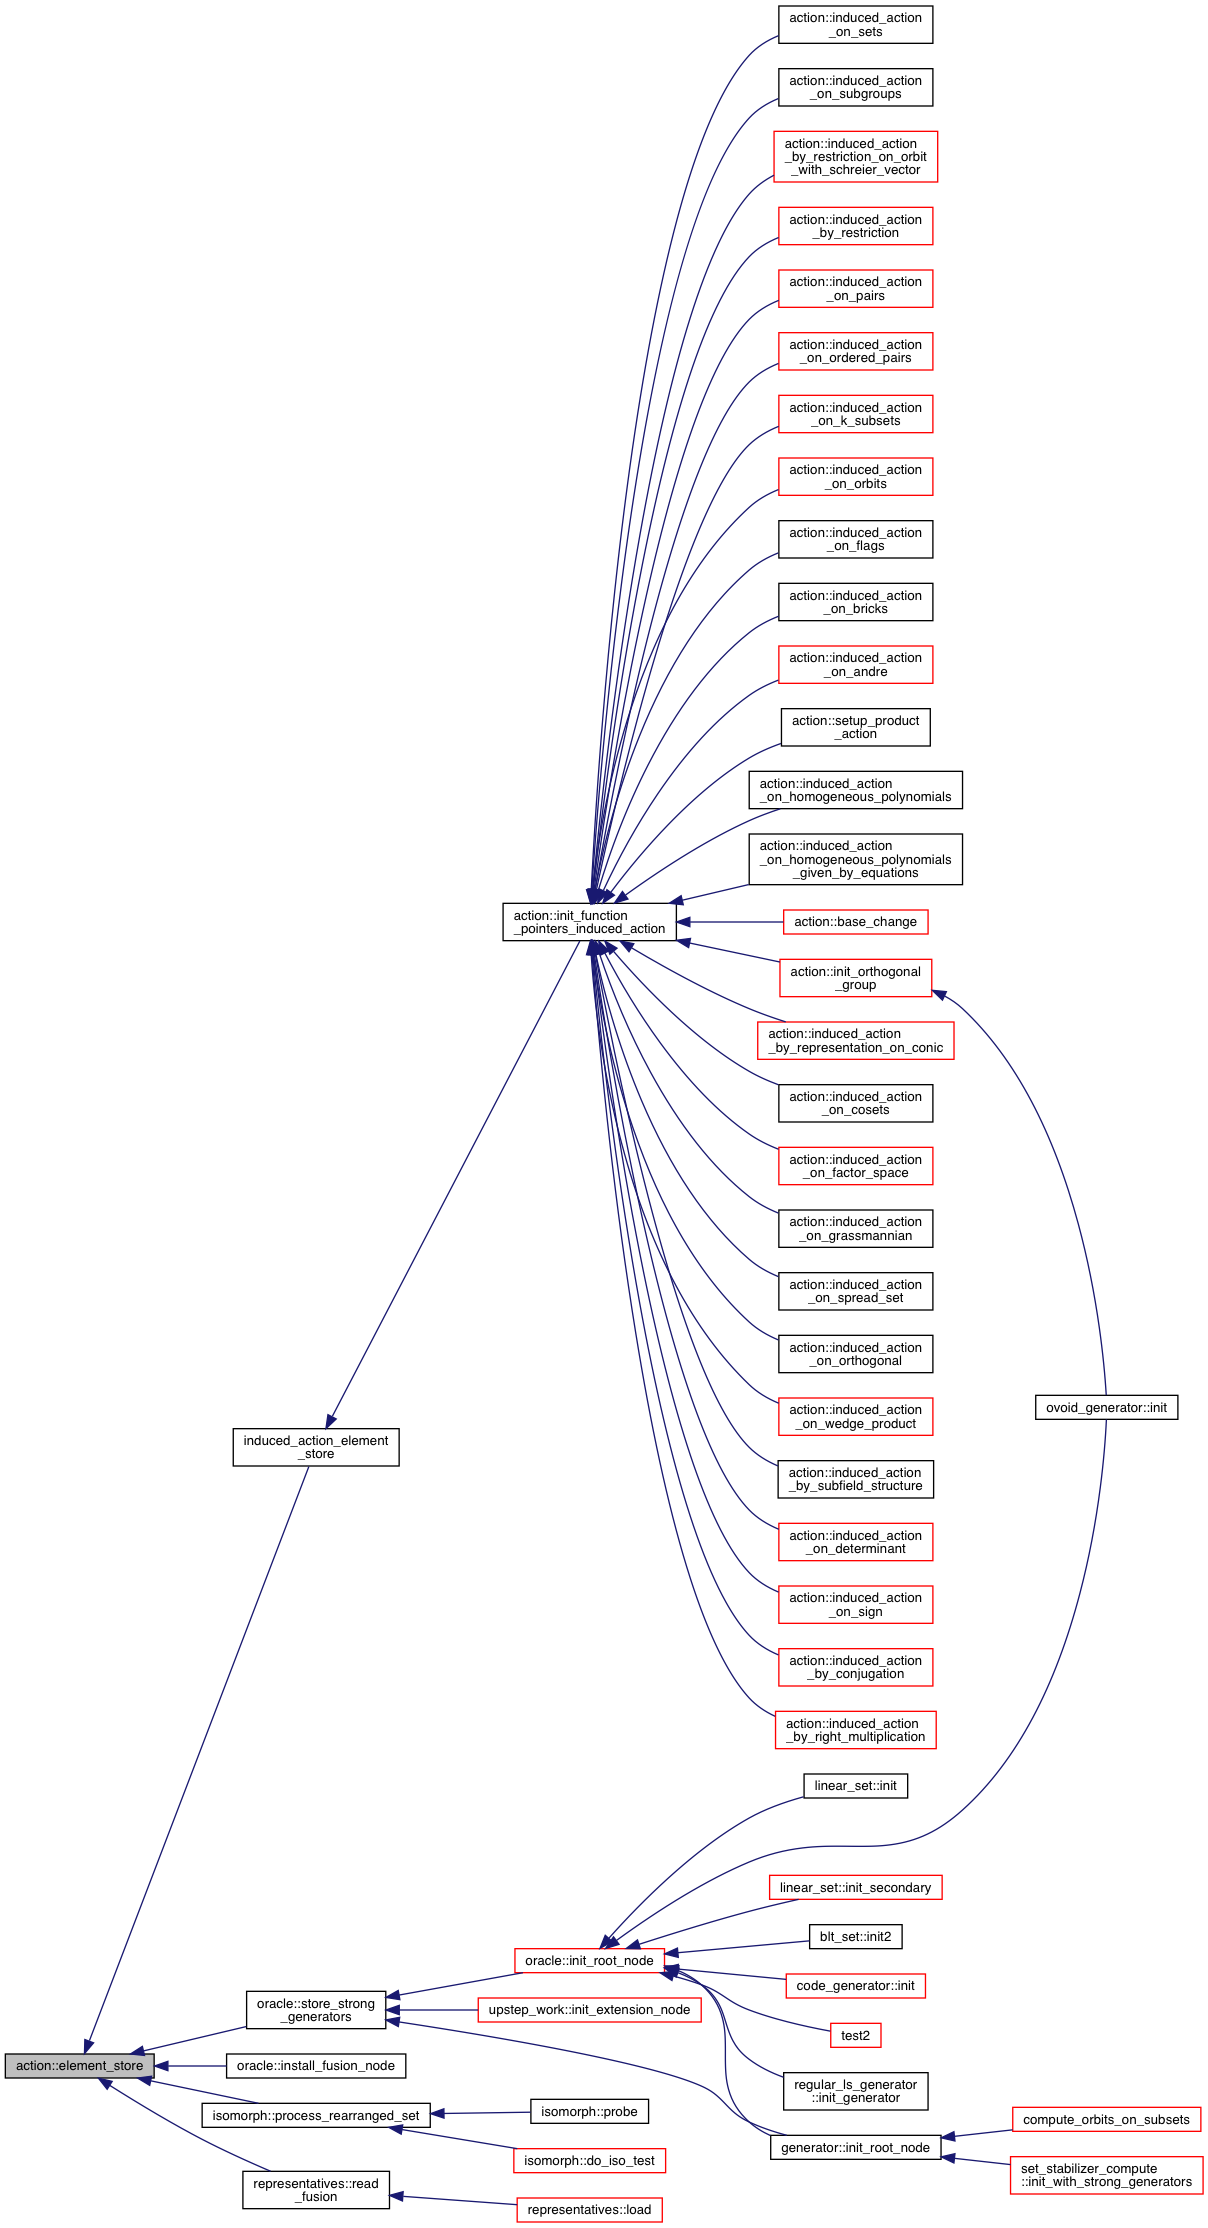 action::induced_action
_on_sets
action::induced_action
_on_subgroups
action::induced_action
_by_restriction_on_orbit
_with_schreier_vector
action::induced_action
_by_restriction
action::induced_action
_on_pairs
action::induced_action
_on_ordered_pairs
action::induced_action
_on_k_subsets
action::induced_action
_on_orbits
action::induced_action
_on_flags
action::induced_action
_on_bricks
action::induced_action
_on_andre
action::setup_product
_action
action::induced_action
_on_homogeneous_polynomials
action::induced_action
_on_homogeneous_polynomials
_given_by_equations
action::init_function
_pointers_induced_action
action::base_change
action::init_orthogonal
_group
action::induced_action
_by_representation_on_conic
action::induced_action
_on_cosets
action::induced_action
_on_factor_space
action::induced_action
_on_grassmannian
action::induced_action
_on_spread_set
action::induced_action
_on_orthogonal
action::induced_action
_on_wedge_product
ovoid_generator::init
induced_action_element
_store
action::induced_action
_by_subfield_structure
action::induced_action
_on_determinant
action::induced_action
_on_sign
action::induced_action
_by_conjugation
action::induced_action
_by_right_multiplication
linear_set::init
linear_set::init_secondary
blt_set::init2
oracle::init_root_node
code_generator::init
oracle::store_strong
_generators
upstep_work::init_extension_node
test2
action::element_store
oracle::install_fusion_node
regular_ls_generator
::init_generator
isomorph::process_rearranged_set
isomorph::probe
generator::init_root_node
compute_orbits_on_subsets
isomorph::do_iso_test
set_stabilizer_compute
::init_with_strong_generators
representatives::read
_fusion
representatives::load